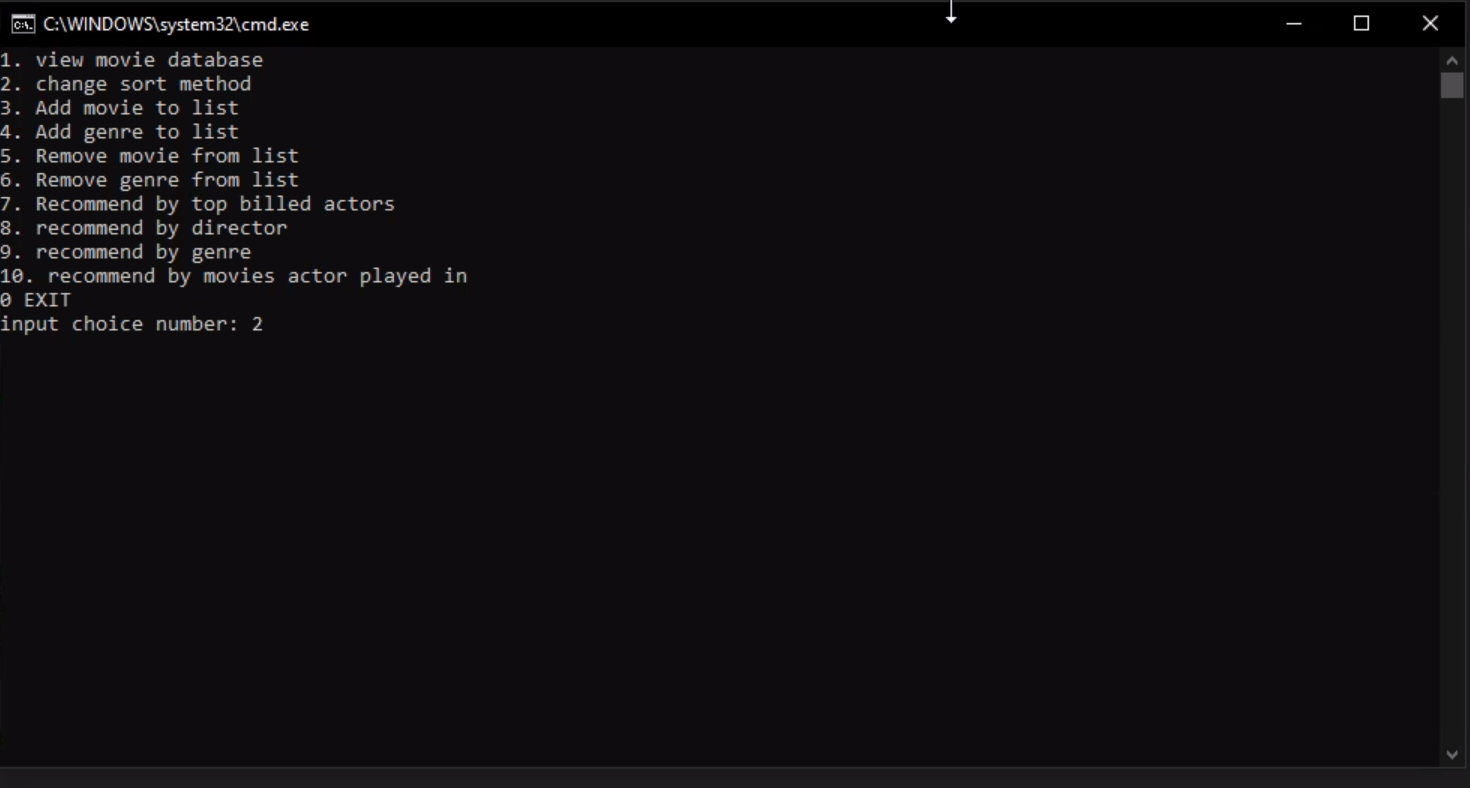 C:\WINDOWS\system32\cmd.exe
1. view movie database
2. change sort method
3. Add movie to list
4. Add genre to list
5. Remove movie from list
6. Remove genre from list
7. Recommend by top billed actors
8. recommend by director
9. recommend by genre
10. recommend by movies actor played in
0 EXIT
input choice number: 2